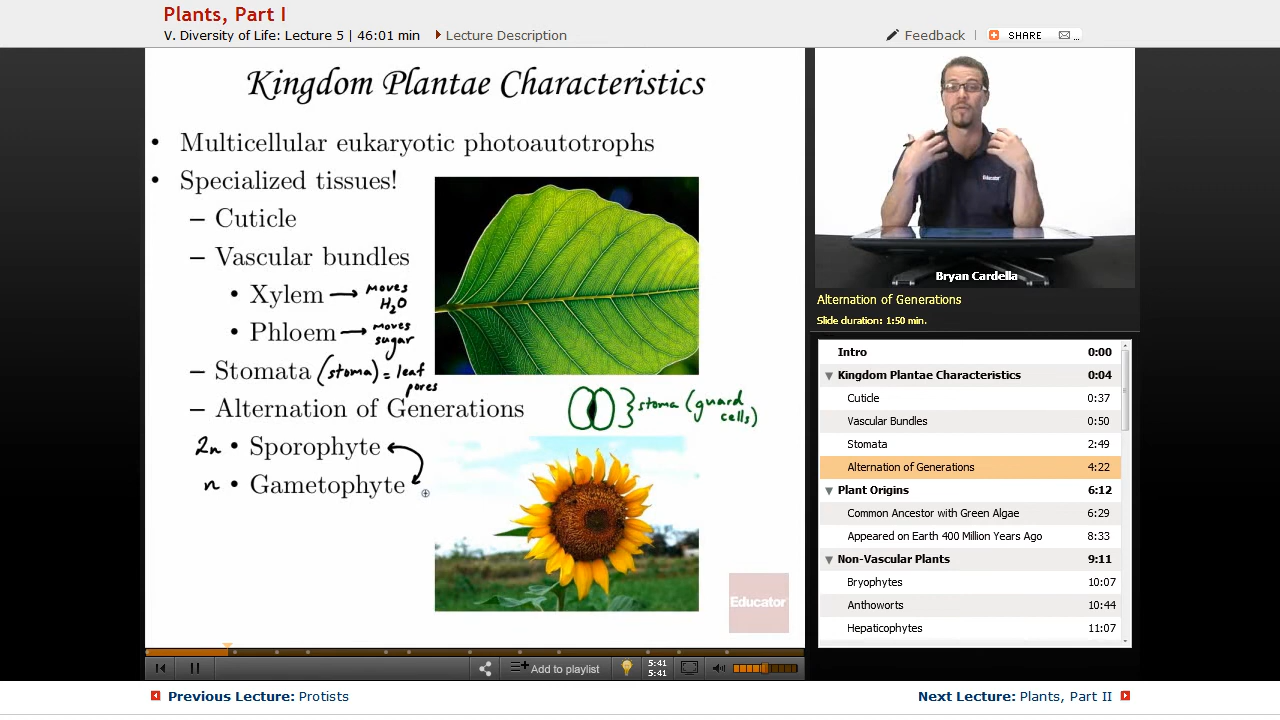 Plants, Part I
V. Diversity of Life: Lecture 5 | 46:01 min
Lecture Description
Feedback
SHARE
...
Kingdom Plantae Characteristics
• Multicellular eukaryotic photoautotrophs
• Specialized tissues!
– Cuticle
– Vascular bundles
• Xylem → moves
H₂O
• Phloem → moves
sugar
– Stomata (stoma) = leaf
pores
– Alternation of Generations
} stoma (guard
cells)
2n • Sporophyte
n • Gametophyte
Educator
Educator
Bryan Cardella
Alternation of Generations
Slide duration: 1:50 min.
Intro 0:00
Kingdom Plantae Characteristics 0:04
Cuticle 0:37
Vascular Bundles 0:50
Stomata 2:49
Alternation of Generations 4:22
Plant Origins 6:12
Common Ancestor with Green Algae 6:29
Appeared on Earth 400 Million Years Ago 8:33
Non-Vascular Plants 9:11
Bryophytes 10:07
Anthoworts 10:44
Hepaticophytes 11:07
Add to playlist
5:41
5:41
Previous Lecture: Protists
Next Lecture: Plants, Part II